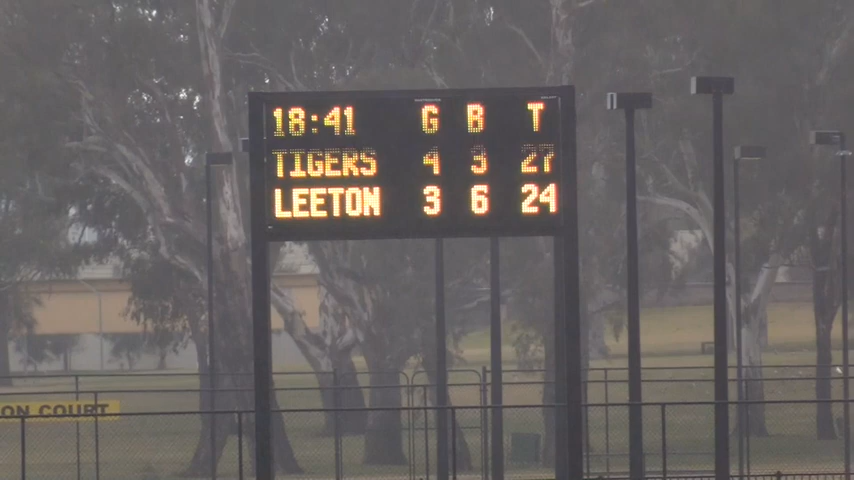 18:41 G B T
TIGERS 4 3 27
LEETON 3 6 24
ON COURT